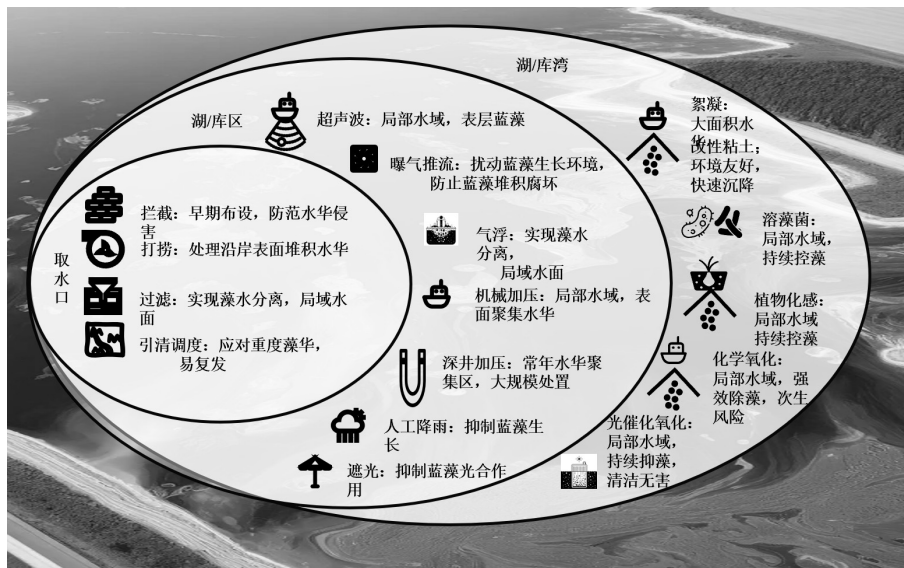 湖/库湾
湖/库区
超声波：局部水域，表层蓝藻
曝气推流：扰动蓝藻生长环境，
防止蓝藻堆积腐坏
取
水
口
拦截：早期布设，防范水华侵
害
打捞：处理沿岸表面堆积水华
过滤：实现藻水分离，局域水
面
引清调度：应对重度藻华，
易复发
气浮：实现藻水
分离，
局域水面
机械加压：局部水域，表
面聚集水华
深井加压：常年水华聚
集区，大规模处置
人工降雨：抑制蓝藻生
长
遮光：抑制蓝藻光合作
用
絮凝：
大面积水
华
改性粘土；
环境友好，
快速沉降
溶藻菌：
局部水域，
持续控藻
植物化感：
局部水域
持续控藻
化学氧化：
局部水域，强
效除藻，次生
风险
光催化氧化：
局部水域，
持续抑藻，
清洁无害